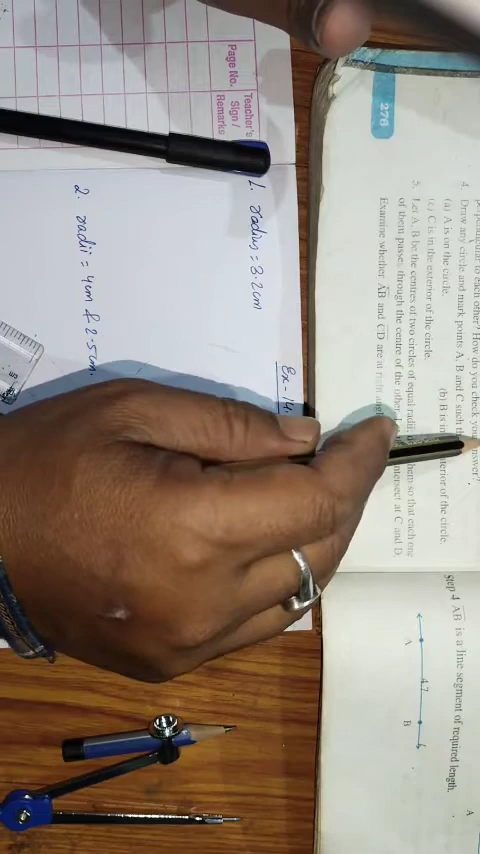 Page No.
Teacher's
Sign /
Remarks
Ex-14.
1. radius = 3.2cm
2. radii = 4cm & 2.5cm.
cm
276
to each other? How do you check
4. Draw any circle and mark points A, B and C such
(a) A is on the circle. (b) B is in terior of the circle.
(c) C is in the exterior of the circle.
5. Let A, B be the centres of two circles of equal radii; them so that each one
of them passes through the centre of the other. intersect at C and D.
Examine whether AB and CD are at right
step 4 AB is a line segment of required length.
A 4.7 B
A